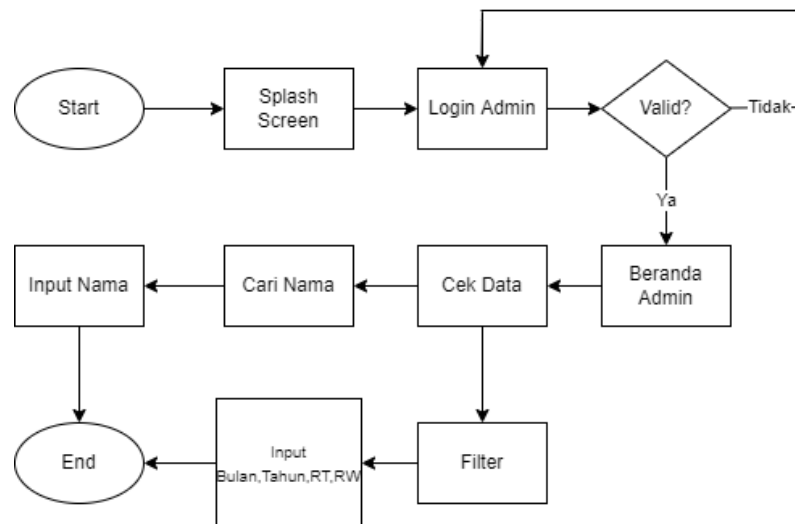 Start
Splash
Screen
Login Admin
Valid?
Tidak
Ya
Input Nama
Cari Nama
Cek Data
Beranda
Admin
End
Input
Bulan,Tahun,RT,RW
Filter